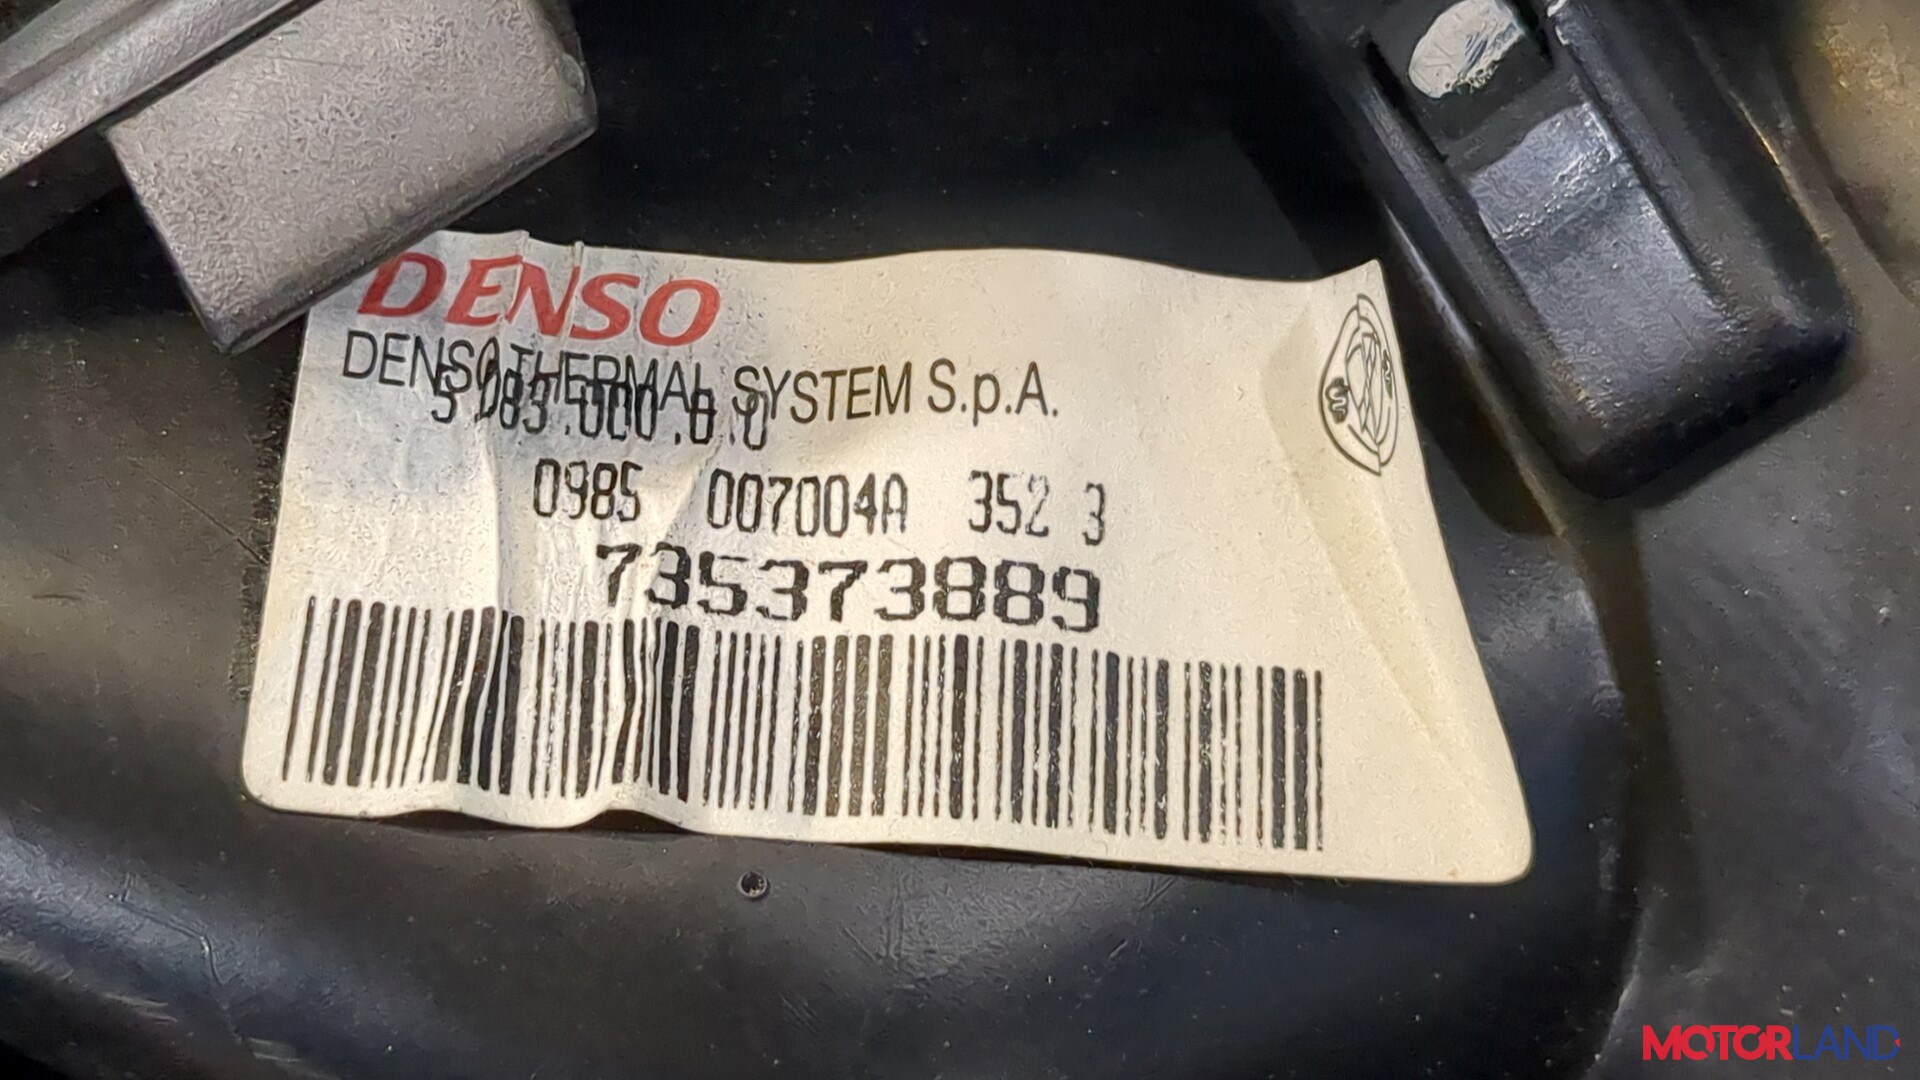 DENSO
DENSO THERMAL SYSTEM S.p.A.
0985 007004A 352 3
735373889
MOTORLAND